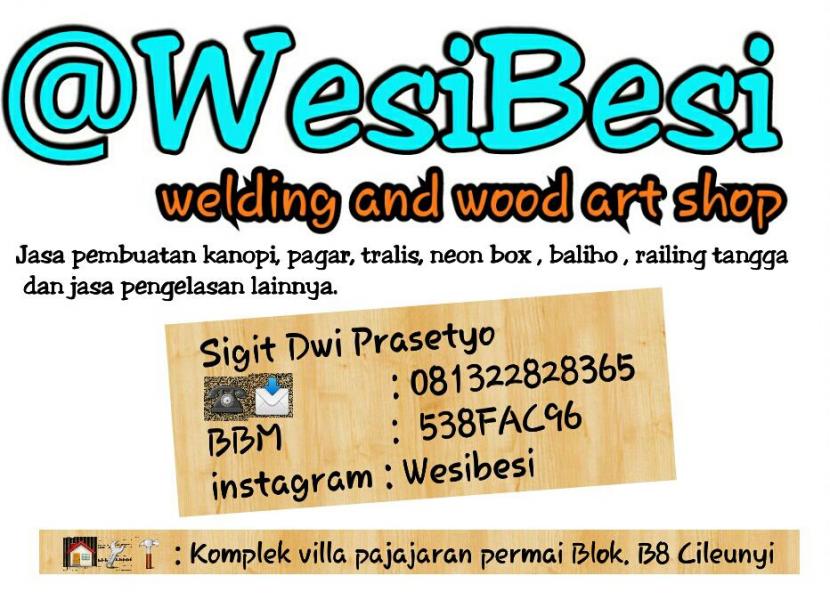 @WesiBesi
welding and wood art shop
Jasa pembuatan kanopi, pagar, tralis, neon box , baliho , railing tangga
dan jasa pengelasan lainnya.
Sigit Dwi Prasetyo
: 081322828365
BBM : 538FAC96
instagram : Wesibesi
: Komplek villa pajajaran permai Blok. B8 Cileunyi